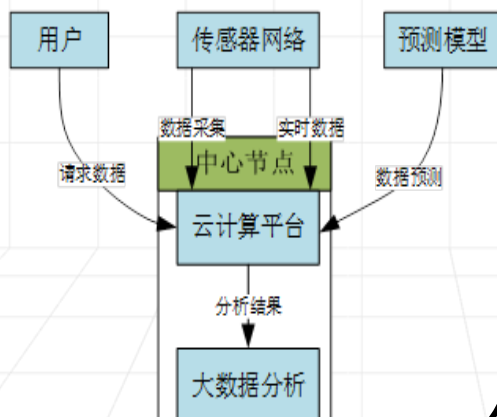 用户
传感器网络
预测模型
数据采集
实时数据
中心节点
请求数据
数据预测
云计算平台
分析结果
大数据分析